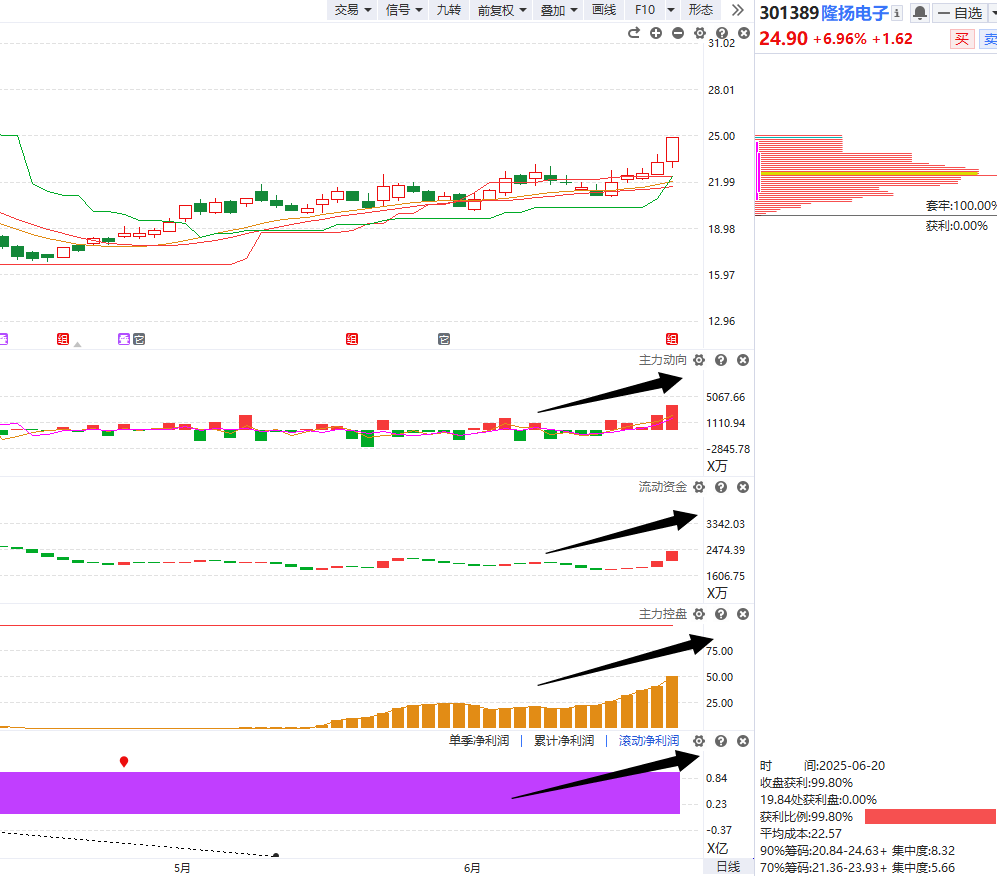 交易 信号 九转 前复权 叠加 画线 F10 形态
301389 隆扬电子 自选
24.90 +6.96% +1.62 买 卖
31.02
28.01
25.00
21.99
18.98
15.97
12.96
组 宝 组 宝 组
套牢:100.00%
获利:0.00%
主力动向
5067.66
1110.94
-2845.78
X万
流动资金
3342.03
2474.39
1606.75
X万
主力控盘
75.00
50.00
25.00
单季净利润 | 累计净利润 | 滚动净利润
0.84
0.23
-0.37
X亿
5月 6月 日线
时 间:2025-06-20
收盘获利:99.80%
19.84处获利盘:0.00%
获利比例:99.80%
平均成本:22.57
90%筹码:20.84-24.63+ 集中度:8.32
70%筹码:21.36-23.93+ 集中度:5.66